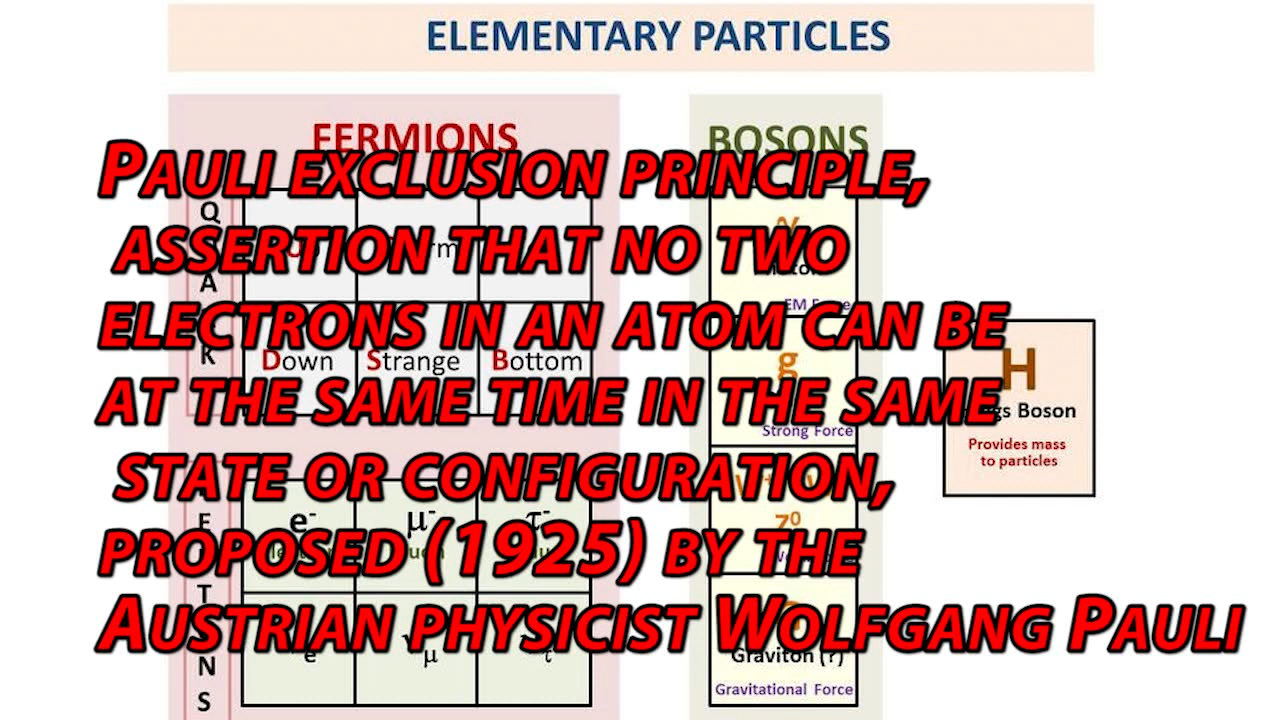 ELEMENTARY PARTICLES
FERMIONS
BOSONS
PAULI EXCLUSION PRINCIPLE,
ASSERTION THAT NO TWO
ELECTRONS IN AN ATOM CAN BE
AT THE SAME TIME IN THE SAME
STATE OR CONFIGURATION,
PROPOSED (1925) BY THE
AUSTRIAN PHYSICIST WOLFGANG PAULI
Down Strange Bottom
e- μ- τ-
g
Strong Force
Z0
Graviton (?)
Gravitational Force
H
Boson
Provides mass
to particles